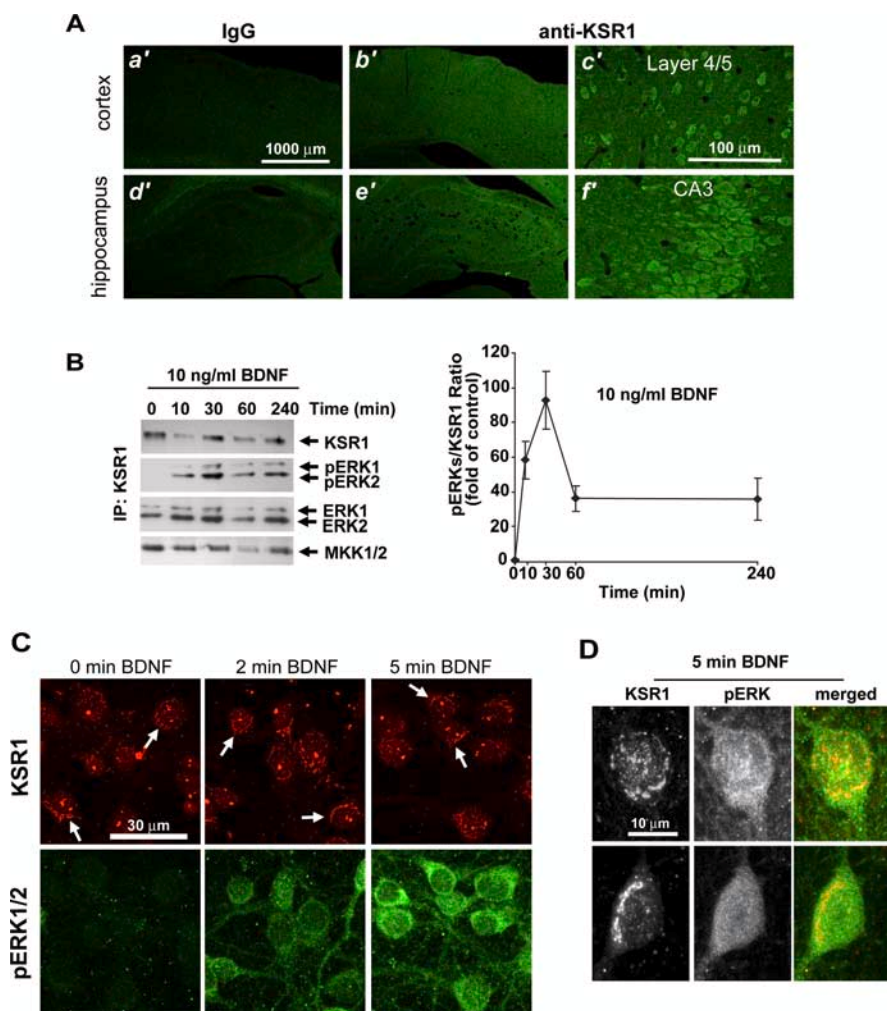 A
IgG
anti-KSR1
cortex
a'
1000 μm
b'
c'
Layer 4/5
100 μm
hippocampus
d'
e'
f'
CA3
B
10 ng/ml BDNF
0 10 30 60 240 Time (min)
IP: KSR1
KSR1
pERK1
pERK2
ERK1
ERK2
MKK1/2
pERKs/KSR1 Ratio
(fold of control)
120
100
80
60
40
20
0
10 ng/ml BDNF
0 10 30 60 240
Time (min)
C
0 min BDNF
2 min BDNF
5 min BDNF
KSR1
30 μm
pERK1/2
D
5 min BDNF
KSR1
pERK
merged
10 μm